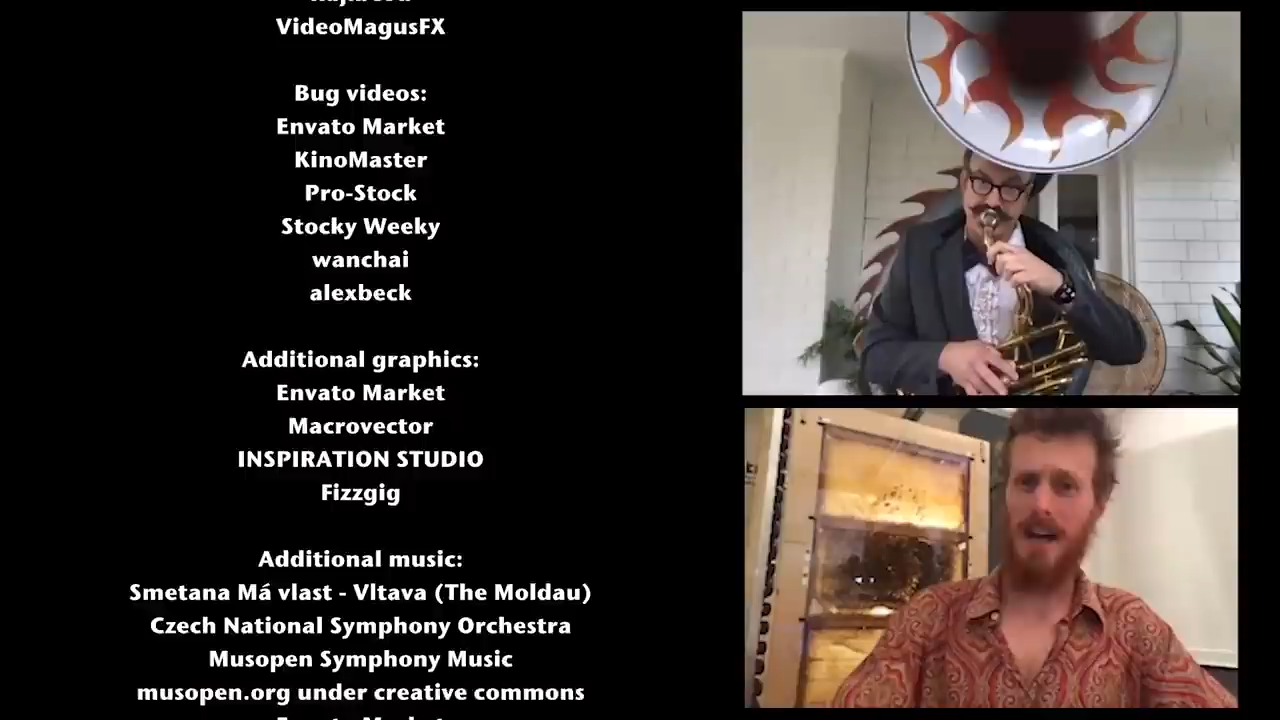 VideoMagusFX
Bug videos:
Envato Market
KinoMaster
Pro-Stock
Stocky Weeky
wanchai
alexbeck
Additional graphics:
Envato Market
Macrovector
INSPIRATION STUDIO
Fizzgig
Additional music:
Smetana Má vlast - Vltava (The Moldau)
Czech National Symphony Orchestra
Musopen Symphony Music
musopen.org under creative commons
Envato Market